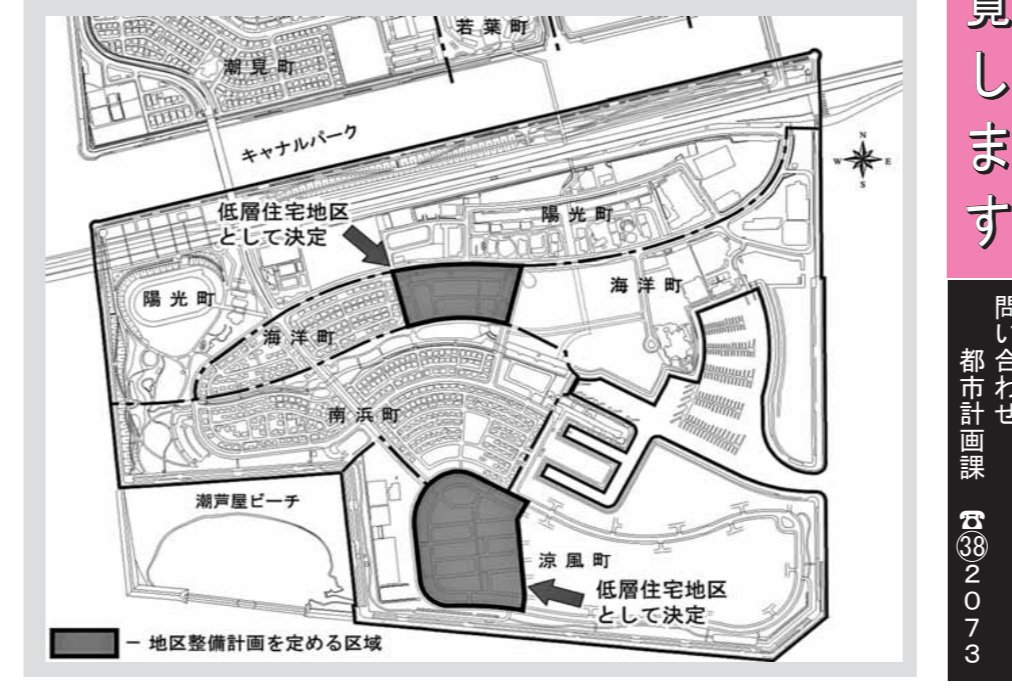 見します
問い合わせ
都市計画課 ☎㊳2073
若葉町
潮見町
キャナルパーク
N
W
E
S
低層住宅地区
として決定
陽光町
陽光町
海洋町
海洋町
南浜町
潮芦屋ビーチ
涼風町
低層住宅地区
として決定
― 地区整備計画を定める区域